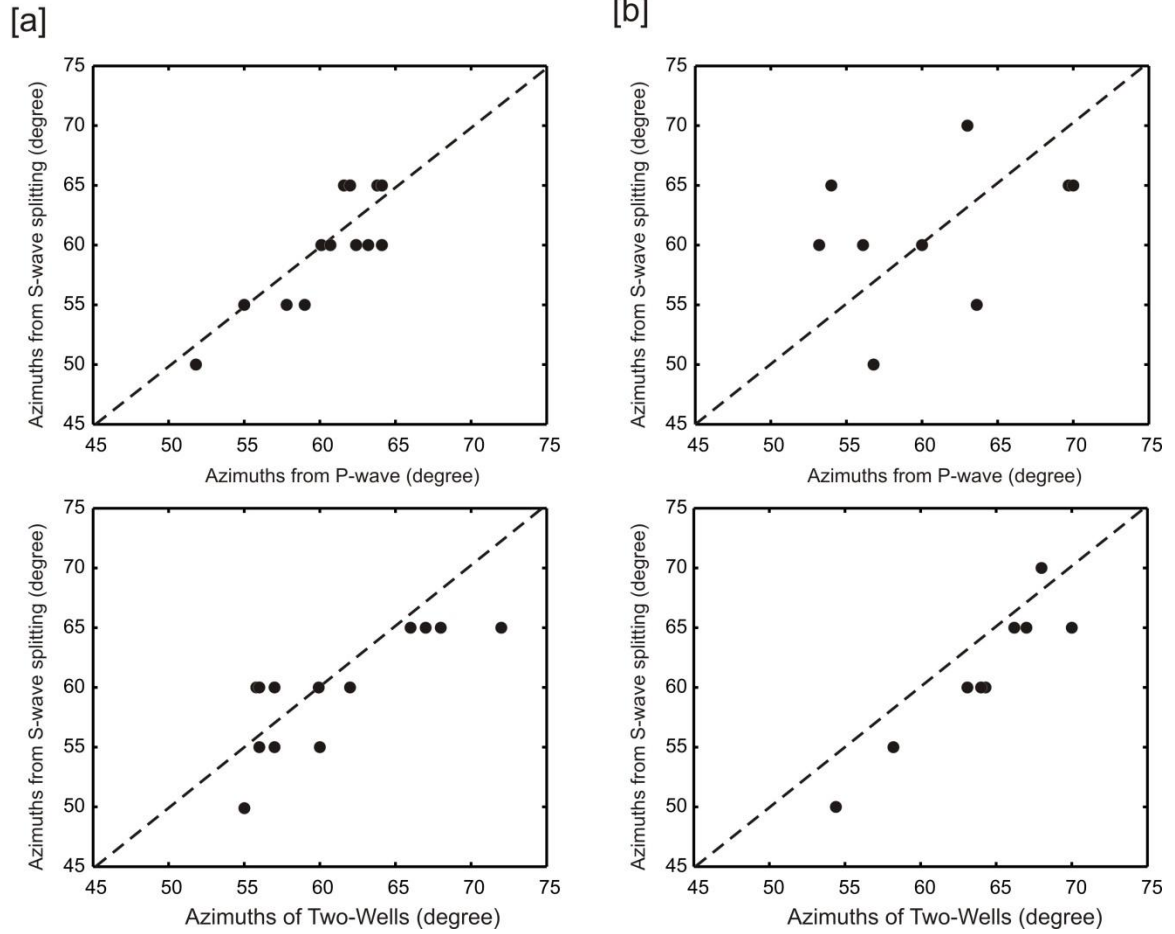 [a]
75
70
65
60
55
50
45
45 50 55 60 65 70 75
Azimuths from S-wave splitting (degree)
Azimuths from P-wave (degree)
[b]
75
70
65
60
55
50
45
45 50 55 60 65 70 75
Azimuths from S-wave splitting (degree)
Azimuths from P-wave (degree)
75
70
65
60
55
50
45
45 50 55 60 65 70 75
Azimuths from S-wave splitting (degree)
Azimuths of Two-Wells (degree)
75
70
65
60
55
50
45
45 50 55 60 65 70 75
Azimuths from S-wave splitting (degree)
Azimuths of Two-Wells (degree)